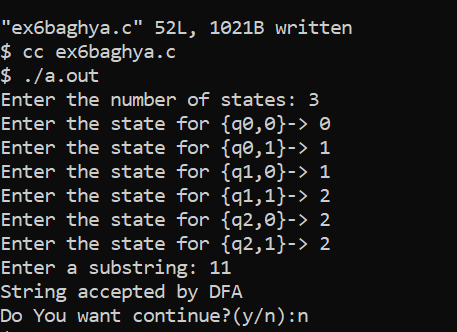 "ex6baghya.c" 52L, 1021B written
$ cc ex6baghya.c
$ ./a.out
Enter the number of states: 3
Enter the state for {q0,0}-> 0
Enter the state for {q0,1}-> 1
Enter the state for {q1,0}-> 1
Enter the state for {q1,1}-> 2
Enter the state for {q2,0}-> 2
Enter the state for {q2,1}-> 2
Enter a substring: 11
String accepted by DFA
Do You want continue?(y/n):n